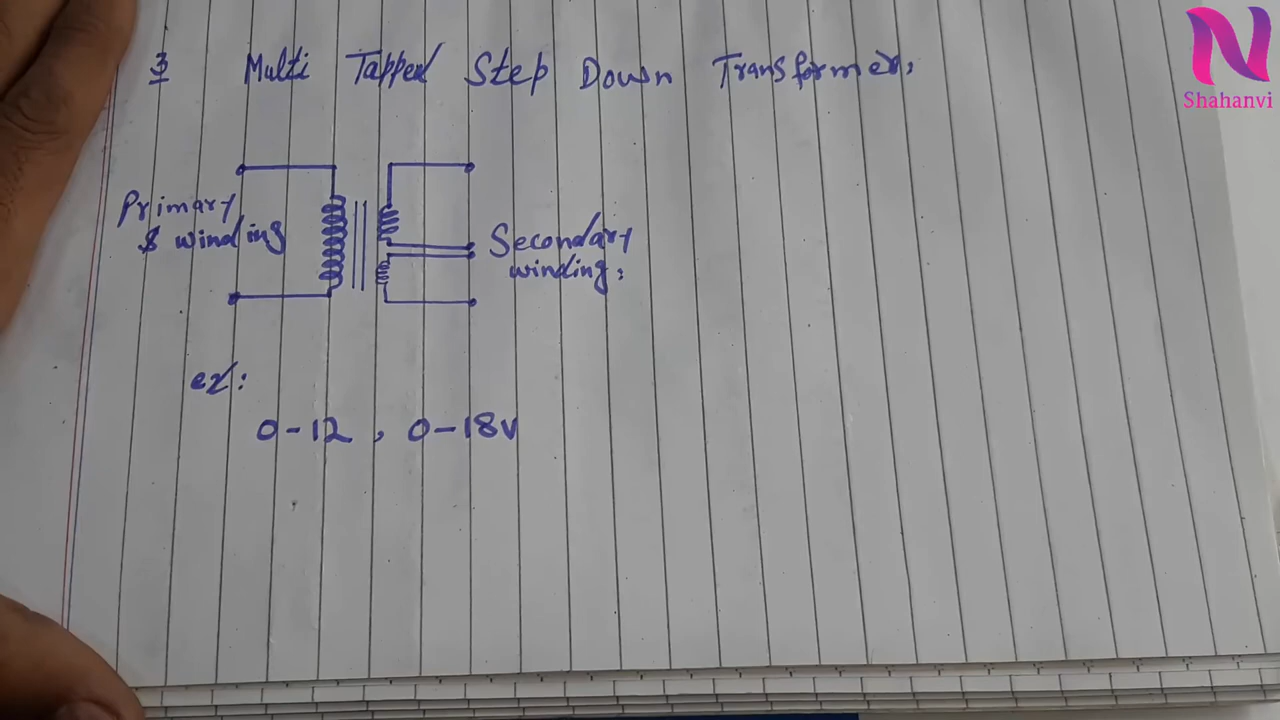 3 Multi Tapped Step Down Transformer:
Primary
$ winding
Secondary
winding:
ex:
0-12 , 0-18v
N
Shahanvi